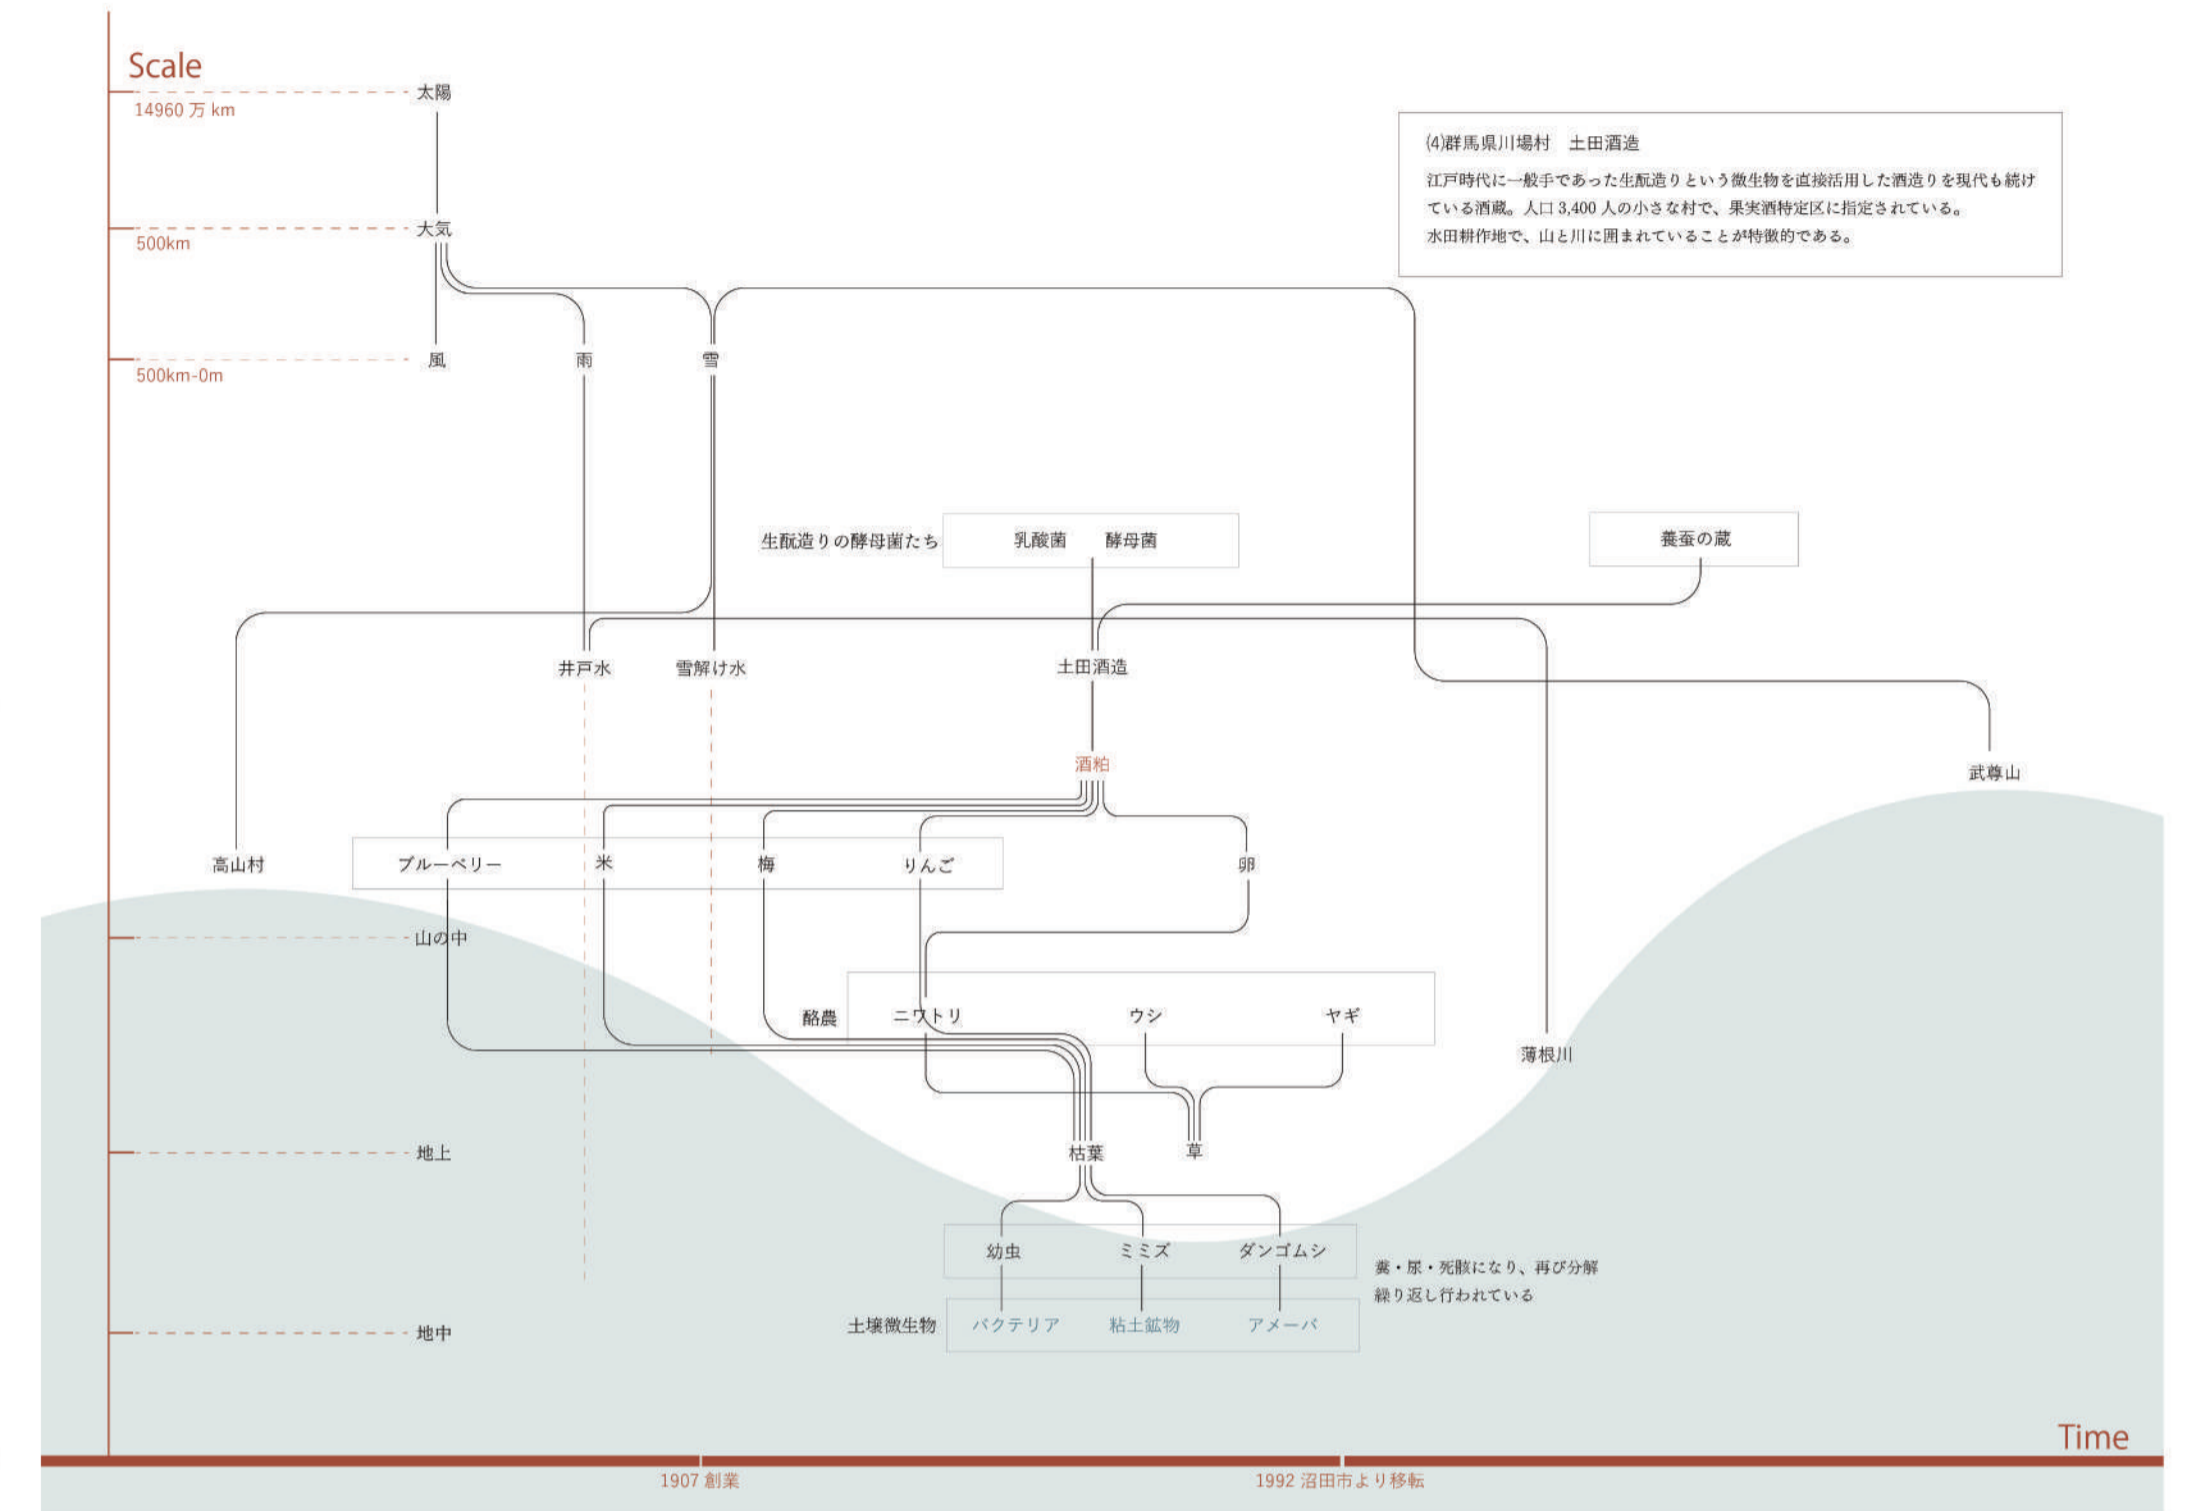 Scale
太陽
14960 万 km
⑷群馬県川場村　土田酒造
江戸時代に一般手であった生酛造りという微生物を直接活用した酒造りを現代も続け
ている酒蔵。人口 3,400 人の小さな村で、果実酒特定区に指定されている。
水田耕作地で、山と川に囲まれていることが特徴的である。
大気
500km
風
雨
雪
500km-0m
生酛造りの酵母菌たち
乳酸菌　酵母菌
養蚕の蔵
井戸水
雪解け水
土田酒造
酒粕
武尊山
高山村
ブルーベリー
米
梅
りんご
卵
山の中
酪農
ニワトリ
ウシ
ヤギ
薄根川
地上
枯葉
草
幼虫
ミミズ
ダンゴムシ
糞・尿・死骸になり、再び分解
繰り返し行われている
地中
土壌微生物
バクテリア
粘土鉱物
アメーバ
Time
1907 創業
1992 沼田市より移転